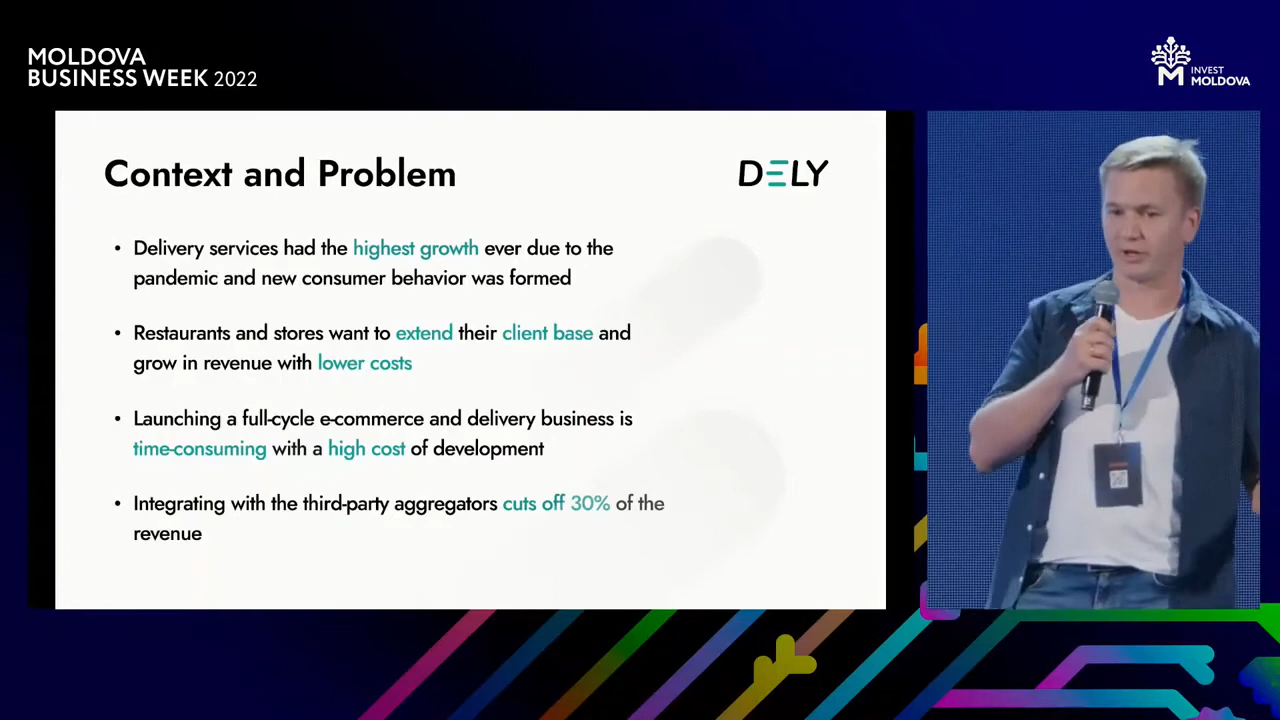 MOLDOVA
BUSINESS WEEK 2022
INVEST
MOLDOVA
Context and Problem
DELY
• Delivery services had the highest growth ever due to the
pandemic and new consumer behavior was formed
• Restaurants and stores want to extend their client base and
grow in revenue with lower costs
• Launching a full-cycle e-commerce and delivery business is
time-consuming with a high cost of development
• Integrating with the third-party aggregators cuts off 30% of the
revenue